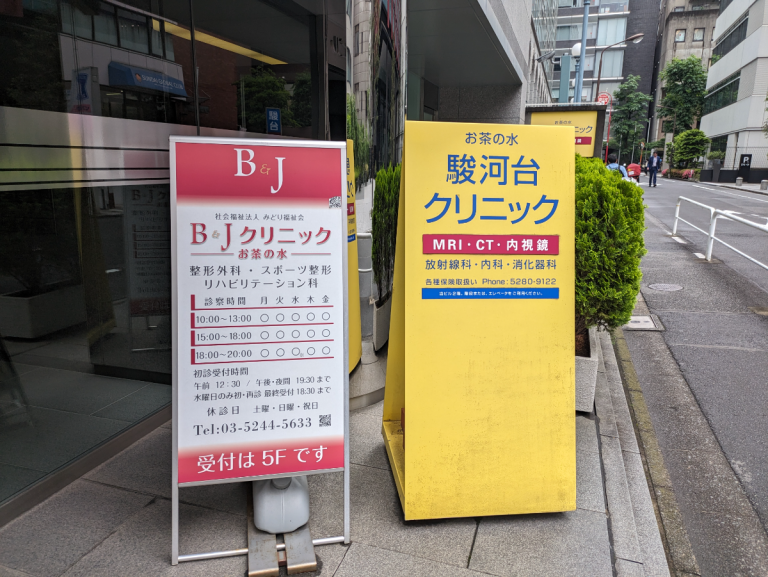 B&J
社会福祉法人 みどり福祉会
B&Jクリニック
お茶の水
整形外科・スポーツ整形
リハビリテーション科
診察時間 月 火 水 木 金
10:00〜13:00 ○ ○ ○ ○ ○
15:00〜18:00 ○ ○ ○ ○ ○
18:00〜20:00 ○ ○ ○ ○ ○
初診受付時間
午前 12:30 / 午後・夜間 19:30まで
水曜日のみ初・再診 最終受付18:30まで
休診日 土曜・日曜・祝日
Tel:03-5244-5633
受付は5Fです
お茶の水
駿河台
クリニック
MRI・CT・内視鏡
放射線科・内科・消化器科
各種保険取扱い Phone:5280-9122
駿台
P